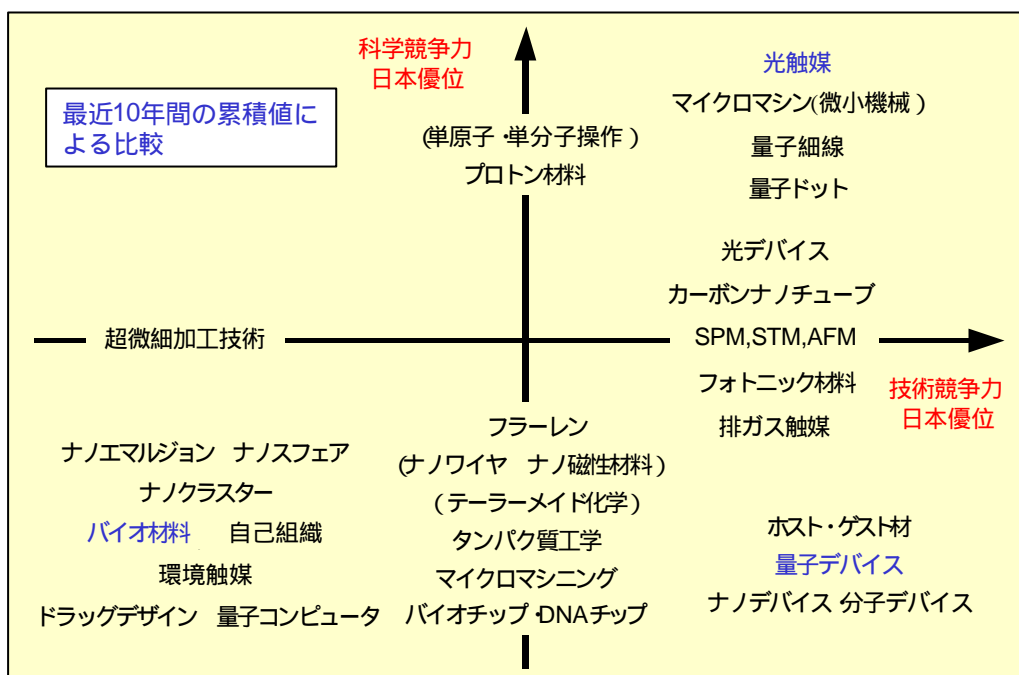 科学競争力
日本優位
光触媒
最近10年間の累積値に
よる比較
マイクロマシン(微小機械)
(単原子・単分子操作)
量子細線
プロトン材料
量子ドット
光デバイス
カーボンナノチューブ
超微細加工技術
SPM,STM,AFM
フォトニック材料
技術競争力
日本優位
排ガス触媒
フラーレン
ナノエマルジョン ナノスフェア
(ナノワイヤ ナノ磁性材料)
ナノクラスター
(テーラーメイド化学)
バイオ材料 自己組織
タンパク質工学
ホスト・ゲスト材
環境触媒
マイクロマシニング
量子デバイス
ドラッグデザイン 量子コンピュータ
バイオチップ・DNAチップ
ナノデバイス・分子デバイス